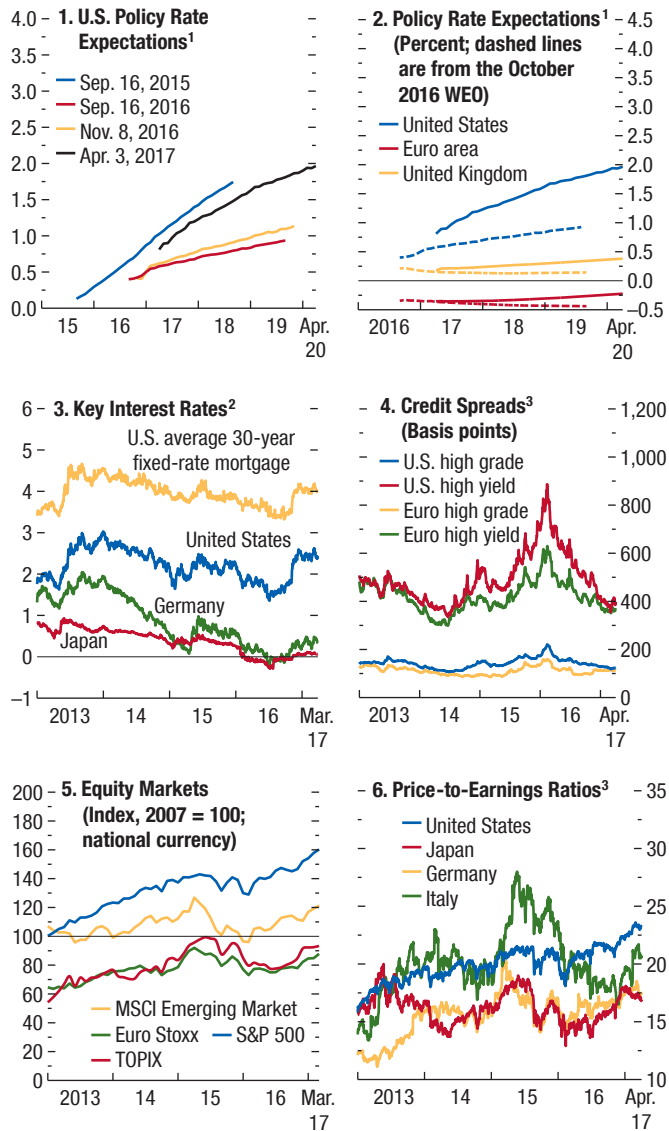 1. U.S. Policy Rate
Expectations¹
4.0
3.5
3.0
2.5
2.0
1.5
1.0
0.5
0.0
Sep. 16, 2015
Sep. 16, 2016
Nov. 8, 2016
Apr. 3, 2017
15 16 17 18 19 Apr.
20
2. Policy Rate Expectations¹
(Percent; dashed lines
are from the October
2016 WEO)
United States
Euro area
United Kingdom
4.5
4.0
3.5
3.0
2.5
2.0
1.5
1.0
0.5
0.0
–0.5
2016 17 18 19 Apr.
20
3. Key Interest Rates²
6
5
4
3
2
1
0
–1
U.S. average 30-year
fixed-rate mortgage
United States
Germany
Japan
2013 14 15 16 Mar.
17
4. Credit Spreads³
(Basis points)
U.S. high grade
U.S. high yield
Euro high grade
Euro high yield
1,200
1,000
800
600
400
200
0
2013 14 15 16 Apr.
17
5. Equity Markets
(Index, 2007 = 100;
national currency)
200
180
160
140
120
100
80
60
40
20
0
MSCI Emerging Market
Euro Stoxx S&P 500
TOPIX
2013 14 15 16 Mar.
17
6. Price-to-Earnings Ratios³
United States
Japan
Germany
Italy
35
30
25
20
15
10
2013 14 15 16 Apr.
17